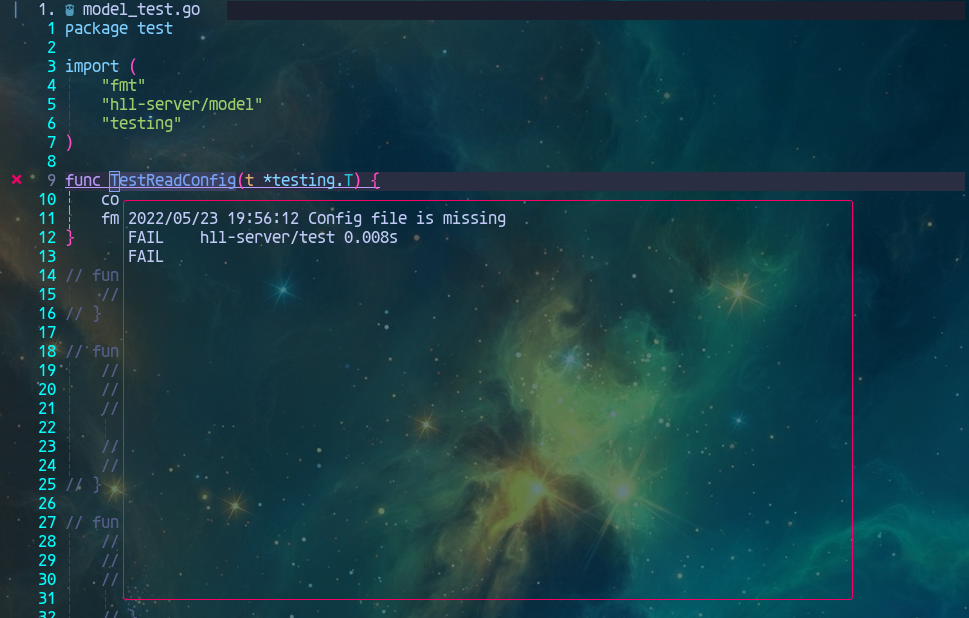 1. model_test.go
1 package test
2
3 import (
4 "fmt"
5 "hll-server/model"
6 "testing"
7 )
8
9 func TestReadConfig(t *testing.T) {
10 co
11 fm 2022/05/23 19:56:12 Config file is missing
12 } FAIL hll-server/test 0.008s
13 FAIL
14 // fun
15 //
16 // }
17
18 // fun
19 //
20 //
21 //
22
23 //
24 //
25 // }
26
27 // fun
28 //
29 //
30 //
31
32 // }